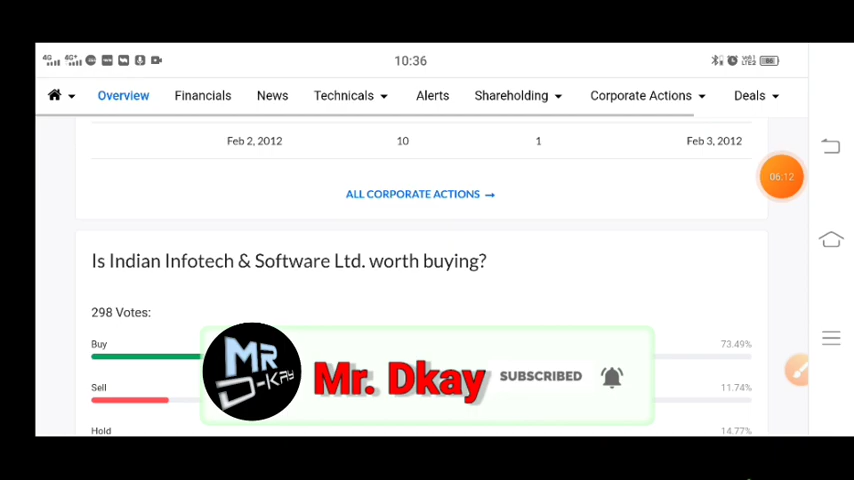 10:36
Overview Financials News Technicals Alerts Shareholding Corporate Actions Deals
Feb 2, 2012 10 1 Feb 3, 2012
06:12
ALL CORPORATE ACTIONS →
Is Indian Infotech & Software Ltd. worth buying?
298 Votes:
Buy 73.49%
Sell 11.74%
Hold 14.77%
MR D-KAY
Mr. Dkay SUBSCRIBED